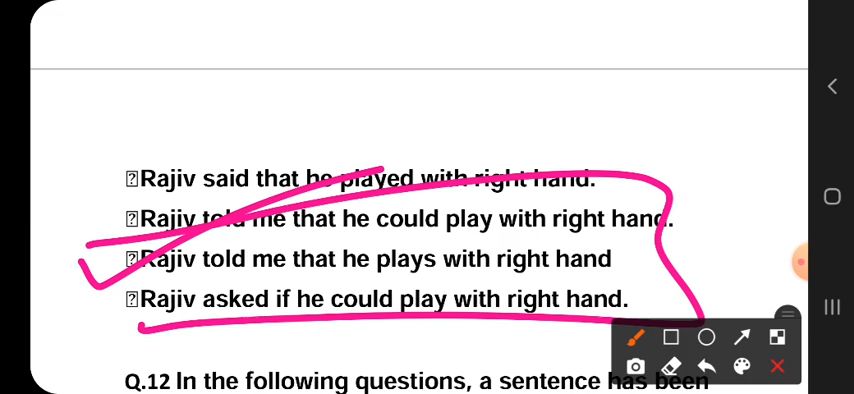 Rajiv said that he played with right hand.
Rajiv told me that he could play with right hand.
Rajiv told me that he plays with right hand
Rajiv asked if he could play with right hand.
Q.12 In the following questions, a sentence has been